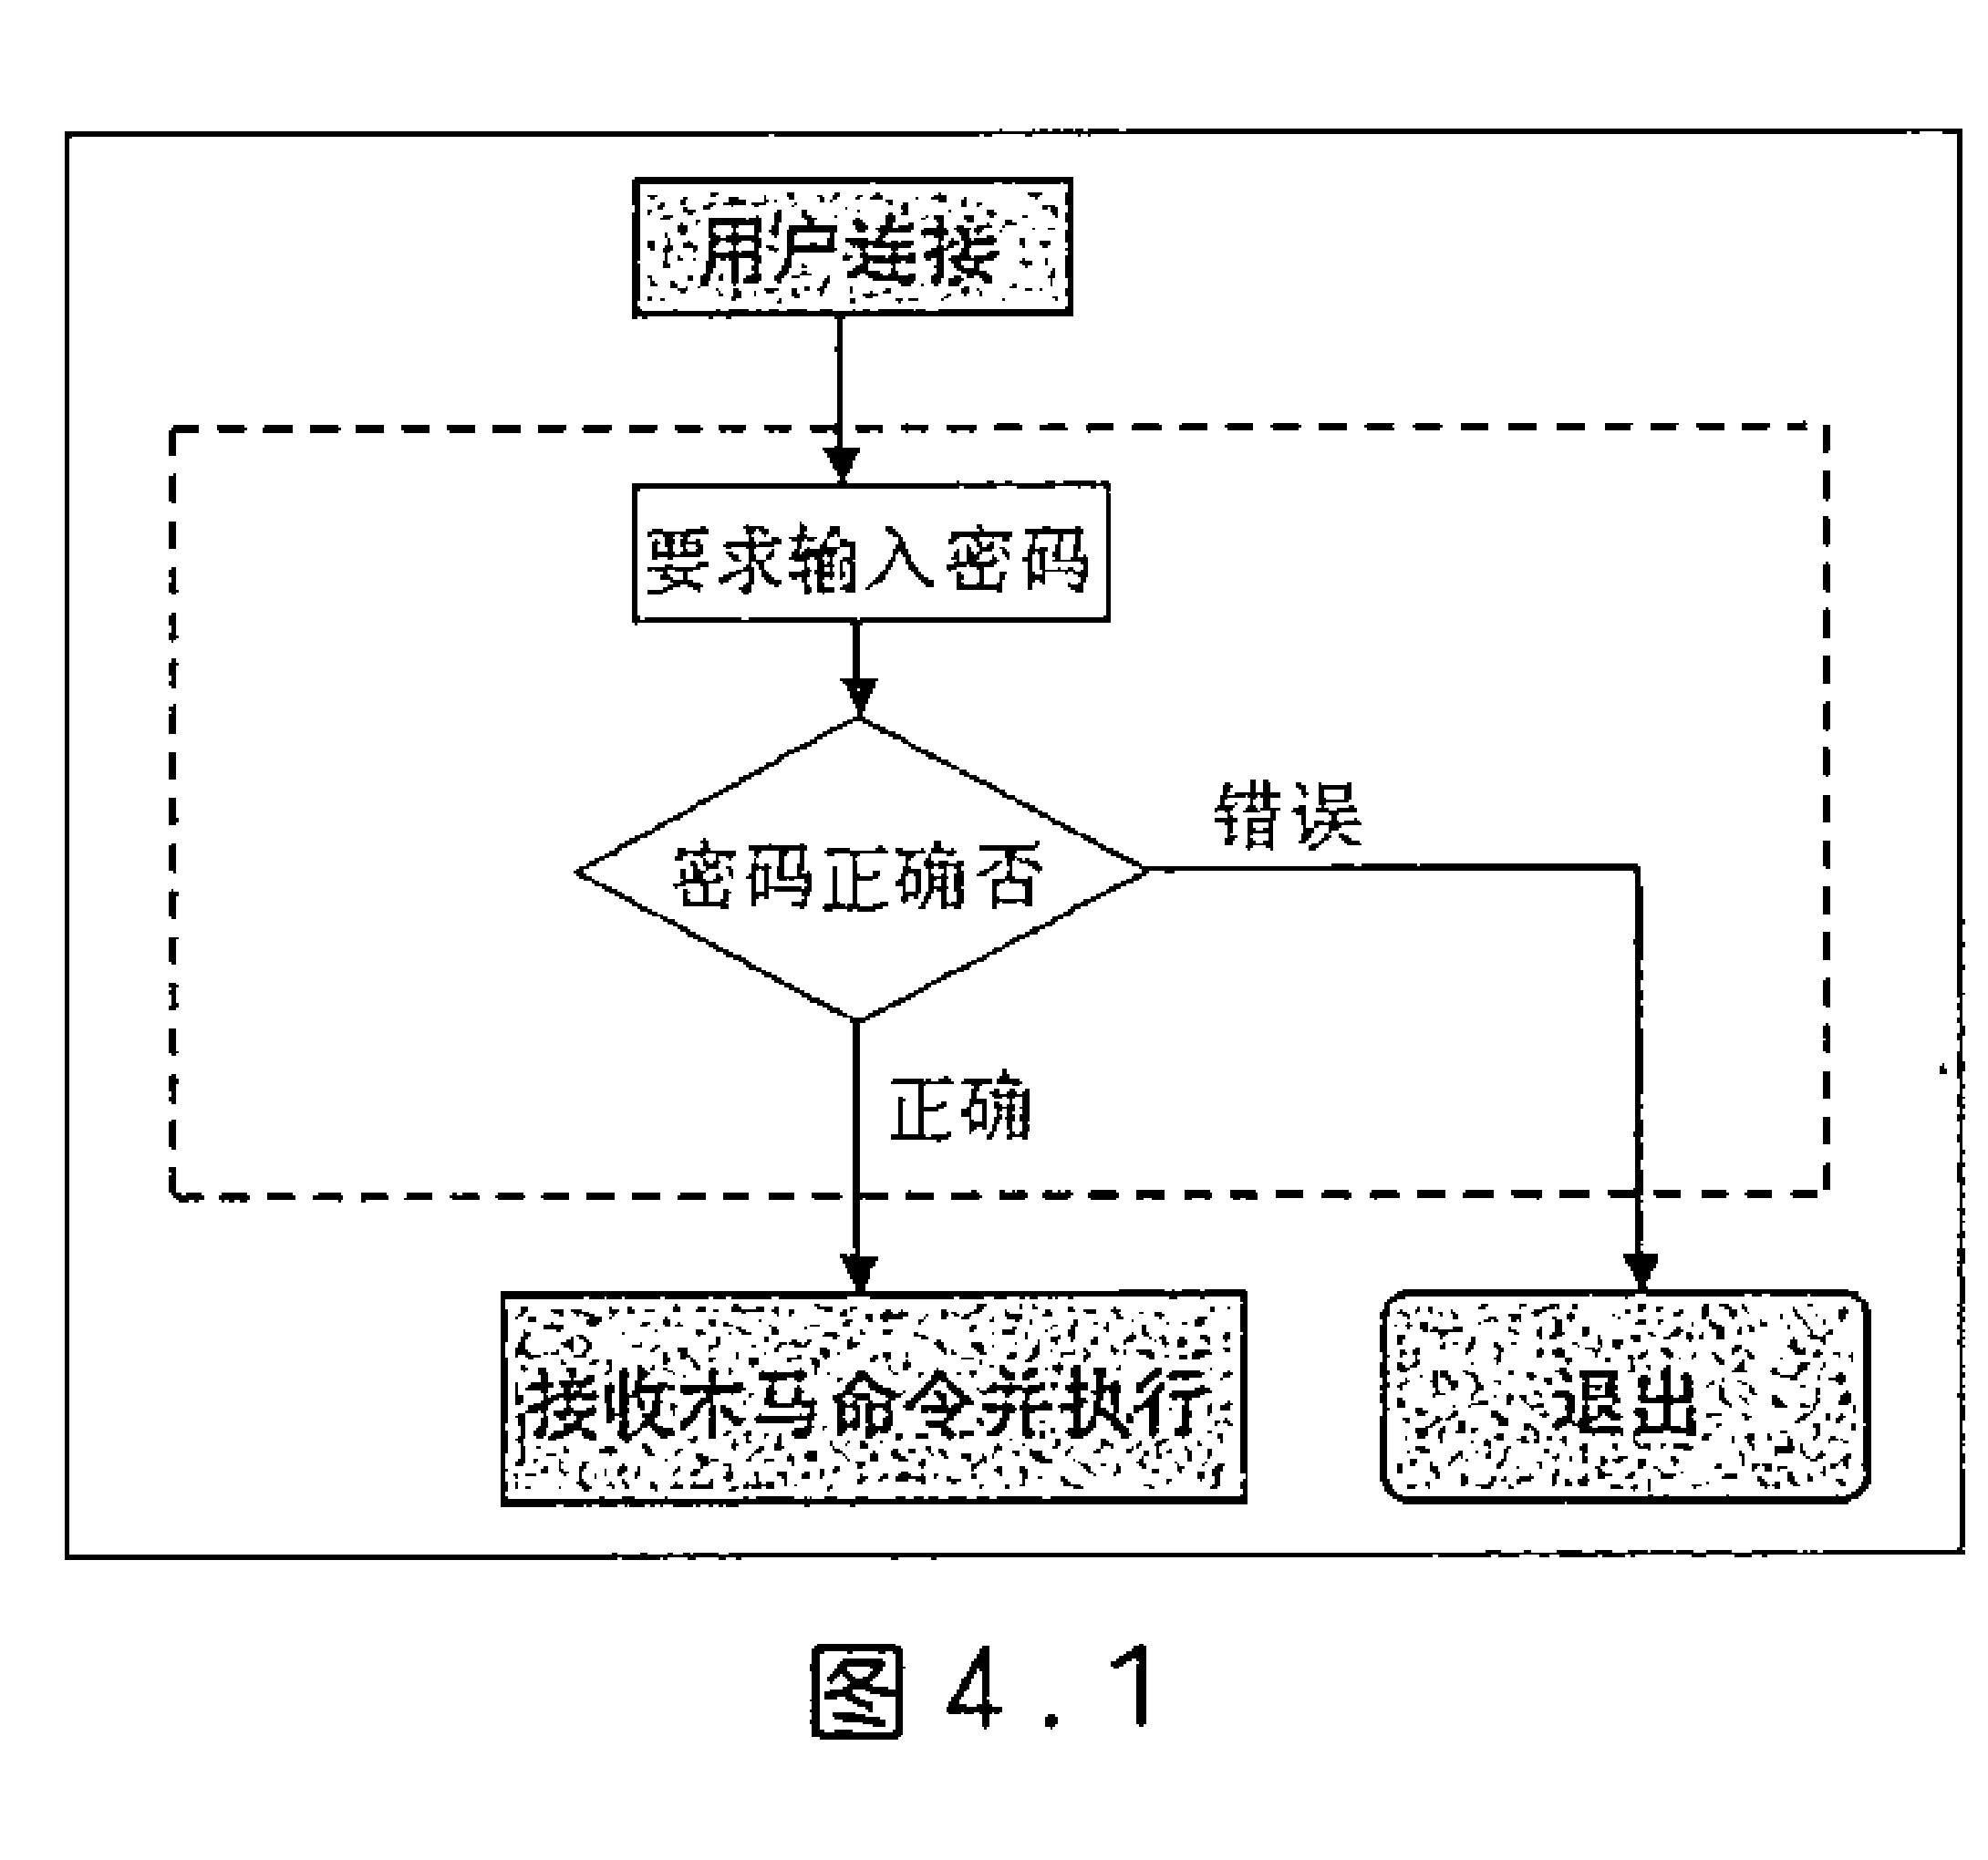 用户连接
要求输入密码
密码正确否
错误
正确
接收木马命令并执行
退出
图 4.1